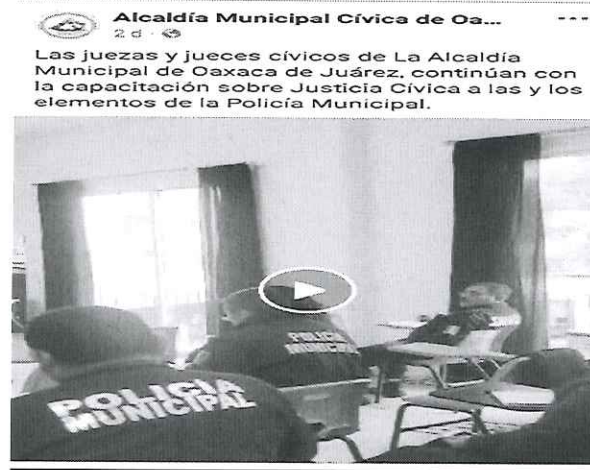 Alcaldía Municipal Cívica de Oa...
2 d
Las juezas y jueces cívicos de La Alcaldía
Municipal de Oaxaca de Juárez, continúan con
la capacitación sobre Justicia Cívica a las y los
elementos de la Policía Municipal.
POLICIA
MUNICIPAL
POLICIA
MUNICIPAL